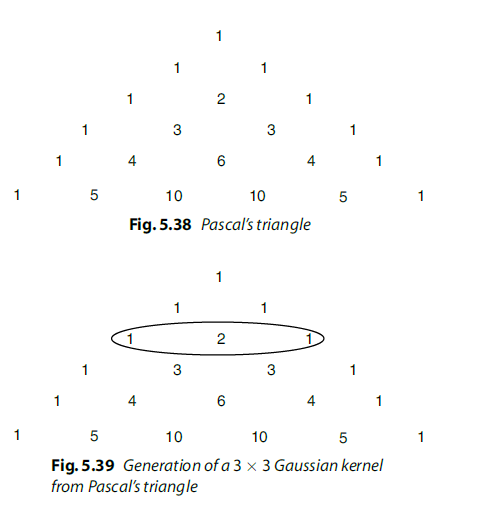 1
1 1
1 2 1
1 3 3 1
1 4 6 4 1
1 5 10 10 5 1
Fig. 5.38 Pascal's triangle
1
1 1
1 2 1
1 3 3 1
1 4 6 4 1
1 5 10 10 5 1
Fig. 5.39 Generation of a 3 × 3 Gaussian kernel
from Pascal's triangle